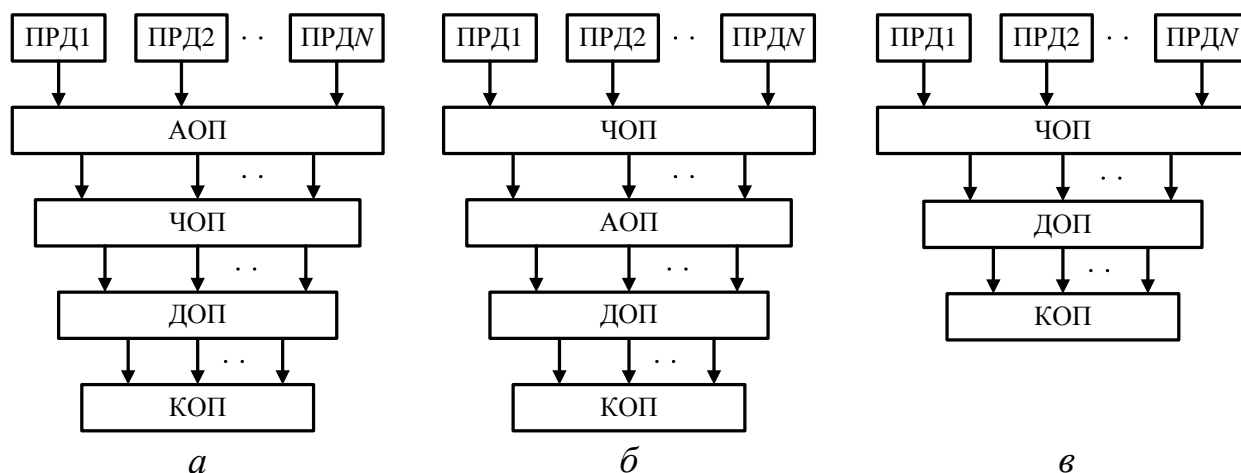 ПРД1 ПРД2 . . ПРДN
АОП
. .
ЧОП
. .
ДОП
. .
КОП
а
ПРД1 ПРД2 . . ПРДN
ЧОП
. .
АОП
. .
ДОП
. .
КОП
б
ПРД1 ПРД2 . . ПРДN
ЧОП
. .
ДОП
. .
КОП
в